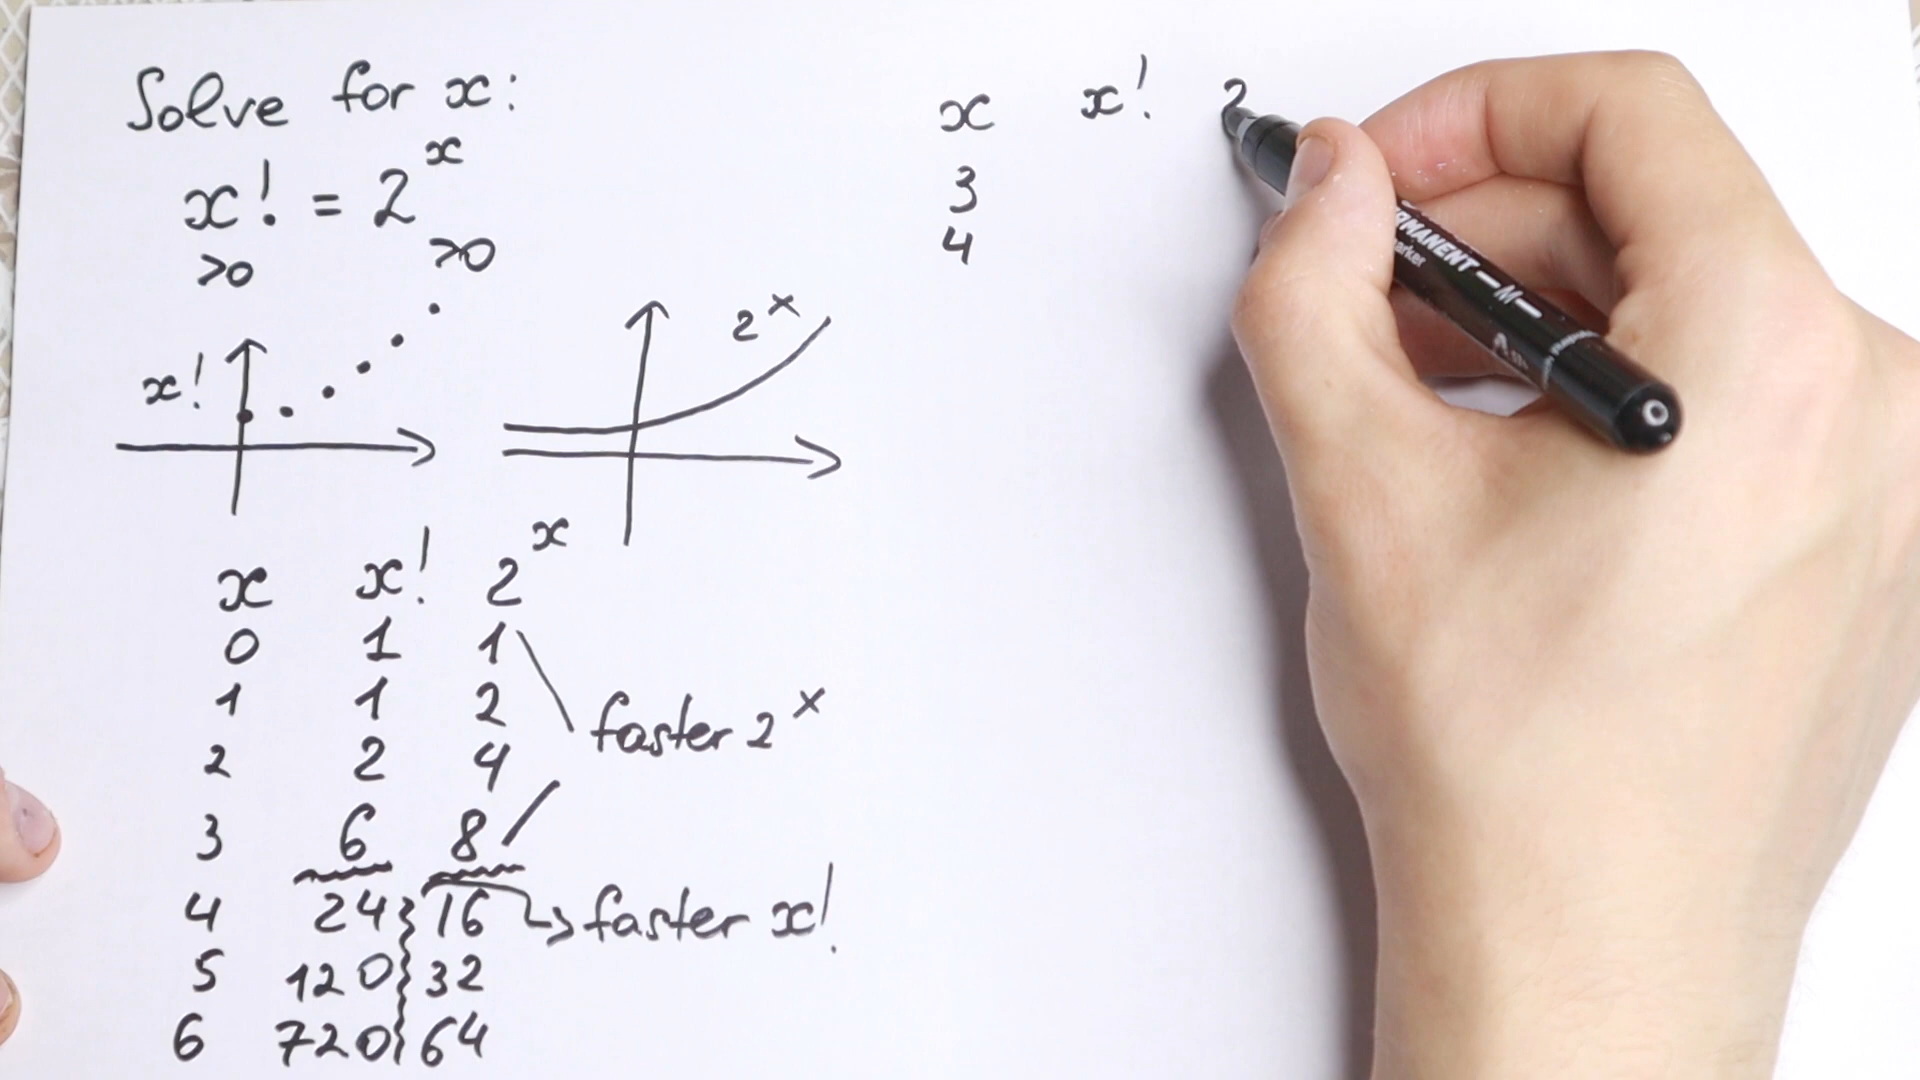 Solve for x:
x! = 2^x
>0 >0
x!
2^x
x x! 2^x
0 1 1
1 1 2
2 2 4
faster 2^x
3 6 8
4 24 16
faster x!
5 120 32
6 720 64
x x! 2
3
4
PERMANENT — M —